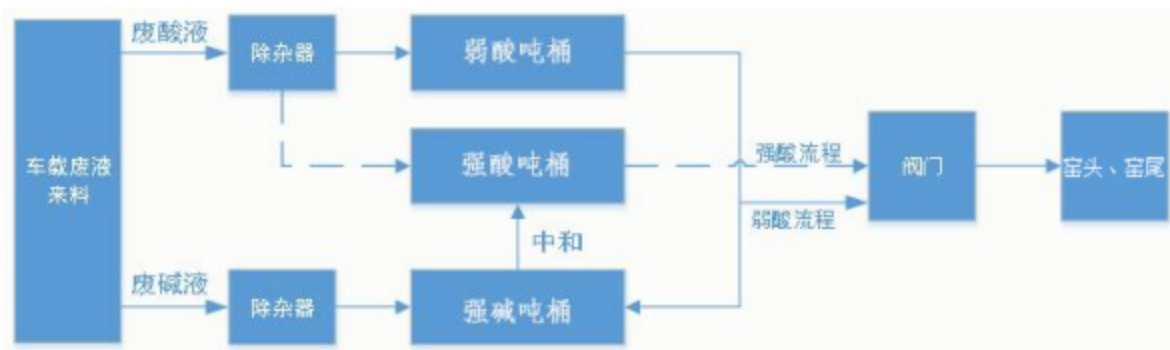 车载废液
来料
废酸液
除杂器
弱酸吨桶
强酸吨桶
强酸流程
阀门
窑头、窑尾
弱酸流程
中和
废碱液
除杂器
强碱吨桶